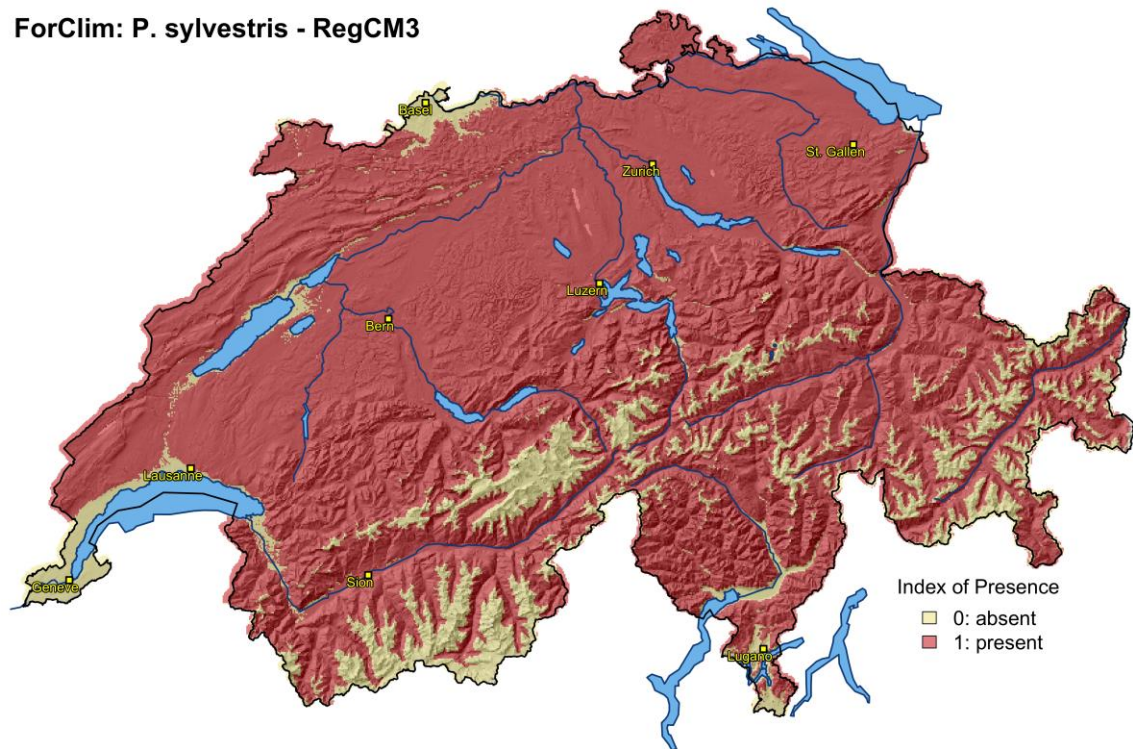 ForClim: P. sylvestris - RegCM3
Basel
St. Gallen
Zurich
Luzern
Bern
Lausanne
Sion
Geneve
Lugano
Index of Presence
0: absent
1: present